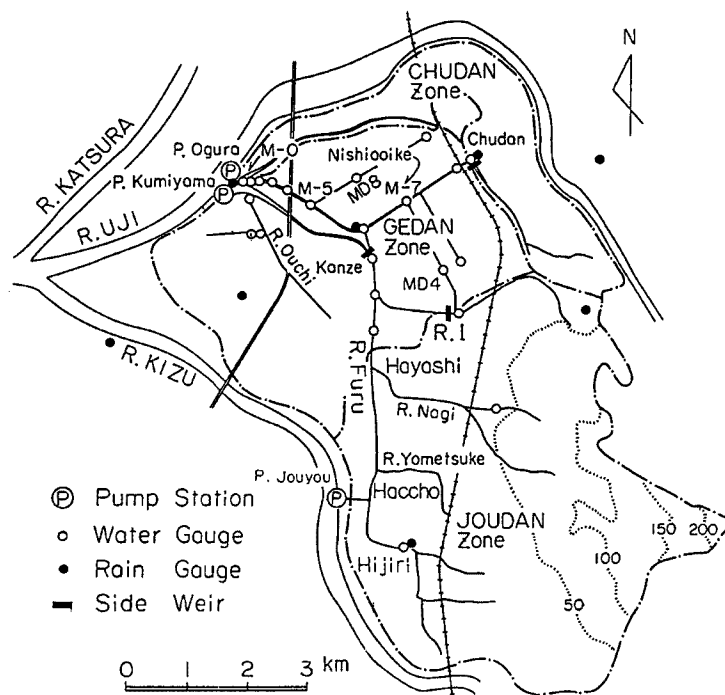 N
CHUDAN
Zone
R. KATSURA
P. Ogura
M-0
Nishiooike
Chudan
P. Kumiyama
M-5
MD8
M-7
R. UJI
GEDAN
Zone
R. Ouchi
Kanze
MD4
R. I
R. KIZU
R. Furu
Hayashi
R. Nagi
R. Yometsuke
P. Jouyou
Haccho
JOUDAN
Zone
Hijiri
150
200
100
50
P Pump Station
Water Gauge
Rain Gauge
Side Weir
0 1 2 3 km